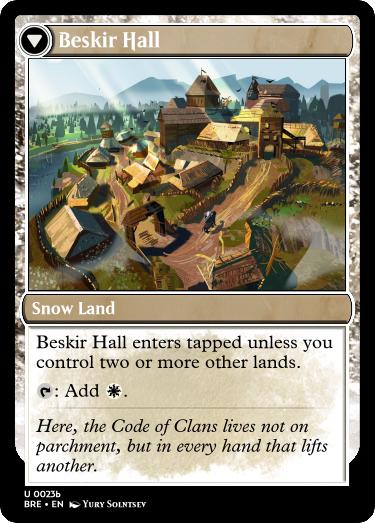 Beskir Hall
Snow Land
Beskir Hall enters tapped unless you
control two or more other lands.
: Add .
Here, the Code of Clans lives not on
parchment, but in every hand that lifts
another.
U 0023b
BRE • EN Yury Solntsev